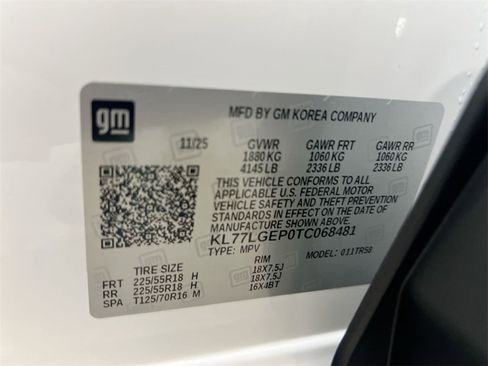 gm
MFD BY GM KOREA COMPANY
11/25 GVWR GAWR FRT GAWR RR
1880 KG 1060 KG 1060 KG
4145 LB 2336 LB 2336 LB
THIS VEHICLE CONFORMS TO ALL
APPLICABLE U.S. FEDERAL MOTOR
VEHICLE SAFETY AND THEFT PREVENTION
STANDARDS IN EFFECT ON THE DATE OF
MANUFACTURE SHOWN ABOVE.
KL77LGEP0TC068481
TYPE: MPV MODEL: 011TR58
TIRE SIZE RIM
FRT 225/55R18 H 18X7.5J
RR 225/55R18 H 18X7.5J
SPA T125/70R16 M 16X4BT